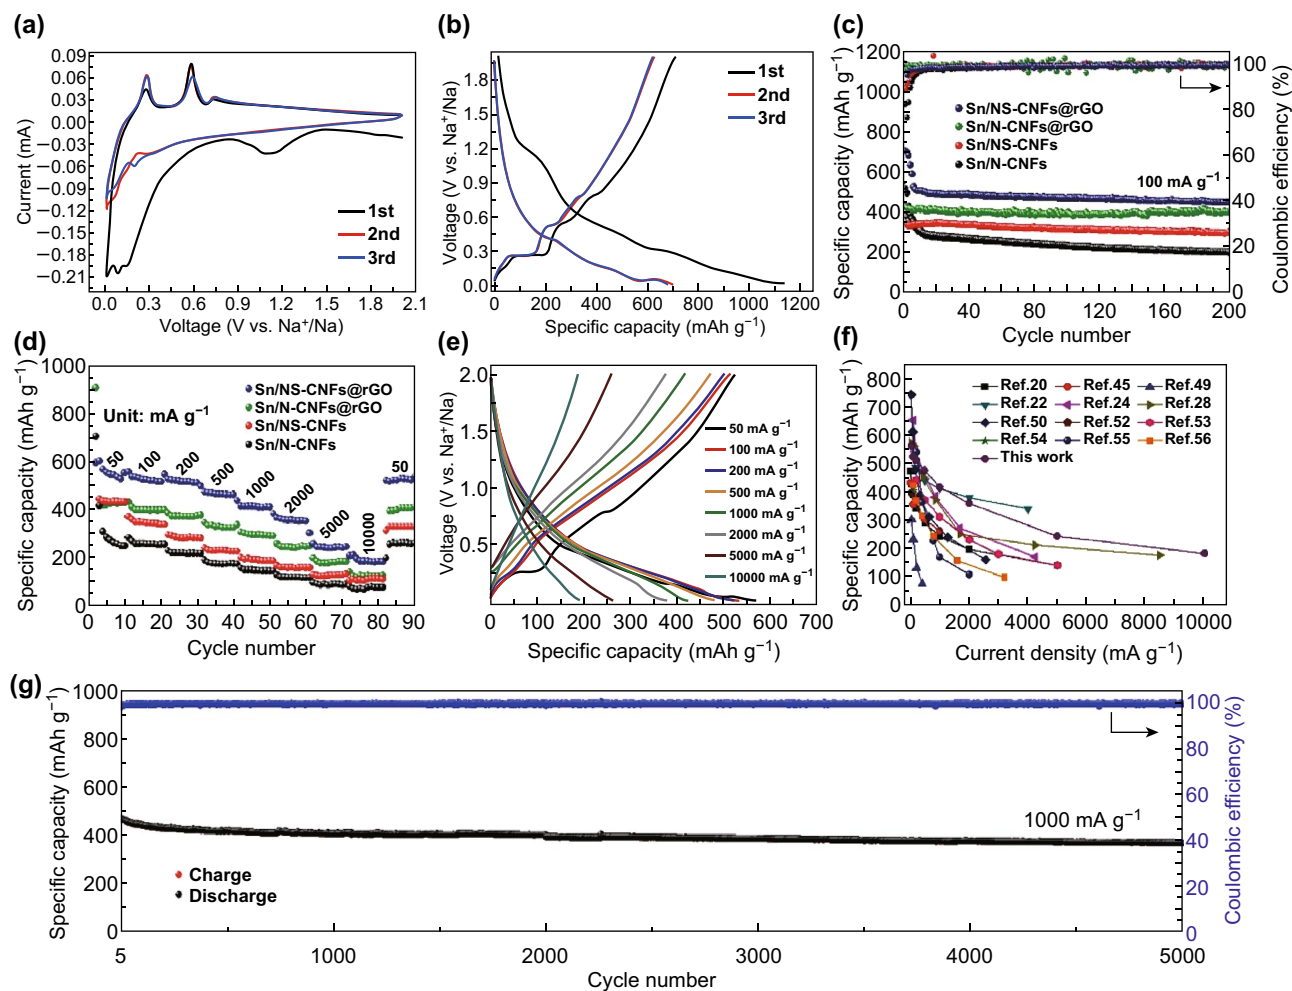 (a)
0.09
0.06
0.03
0.00
−0.03
−0.06
−0.09
−0.12
−0.15
−0.18
−0.21
Current (mA)
1st
2nd
3rd
0.0 0.3 0.6 0.9 1.2 1.5 1.8 2.1
Voltage (V vs. Na⁺/Na)
(b)
1.8
1.5
1.2
0.9
0.6
0.3
0.0
Voltage (V vs. Na⁺/Na)
1st
2nd
3rd
0 200 400 600 800 1000 1200
Specific capacity (mAh g⁻¹)
(c)
1200
1000
800
600
400
200
0
Specific capacity (mAh g⁻¹)
Sn/NS-CNFs@rGO
Sn/N-CNFs@rGO
Sn/NS-CNFs
Sn/N-CNFs
100 mA g⁻¹
100
80
60
40
20
0
Coulombic efficiency (%)
0 40 80 120 160 200
Cycle number
(d)
1000
800
600
400
200
0
Specific capacity (mAh g⁻¹)
Sn/NS-CNFs@rGO
Sn/N-CNFs@rGO
Sn/NS-CNFs
Sn/N-CNFs
Unit: mA g⁻¹
50 100 200 500 1000 2000 5000 10000 50
0 10 20 30 40 50 60 70 80 90
Cycle number
(e)
2.0
1.5
1.0
0.5
Voltage (V vs. Na⁺/Na)
50 mA g⁻¹
100 mA g⁻¹
200 mA g⁻¹
500 mA g⁻¹
1000 mA g⁻¹
2000 mA g⁻¹
5000 mA g⁻¹
10000 mA g⁻¹
0 100 200 300 400 500 600 700
Specific capacity (mAh g⁻¹)
(f)
800
700
600
500
400
300
200
100
0
Specific capacity (mAh g⁻¹)
Ref.20 Ref.45 Ref.49
Ref.22 Ref.24 Ref.28
Ref.50 Ref.52 Ref.53
Ref.54 Ref.55 Ref.56
This work
0 2000 4000 6000 8000 10000
Current density (mA g⁻¹)
(g)
1000
800
600
400
200
0
Specific capacity (mAh g⁻¹)
Charge
Discharge
1000 mA g⁻¹
100
80
60
40
20
0
Coulombic efficiency (%)
5 1000 2000 3000 4000 5000
Cycle number